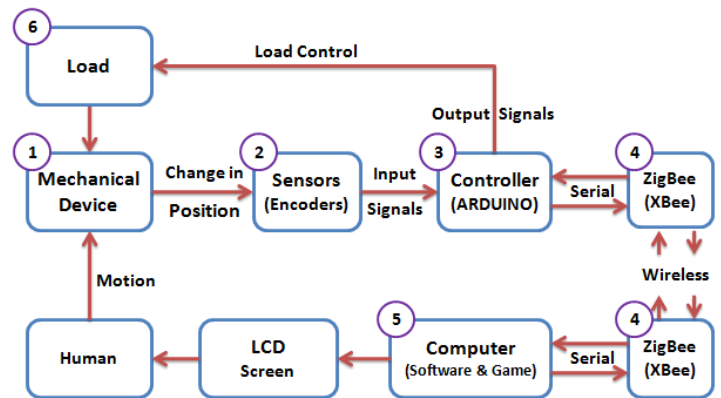 6
Load
Load Control
Output Signals
1
Mechanical
Device
Change in
Position
2
Sensors
(Encoders)
Input
Signals
3
Controller
(ARDUINO)
Serial
4
ZigBee
(XBee)
Wireless
Motion
Human
LCD
Screen
5
Computer
(Software & Game)
Serial
4
ZigBee
(XBee)